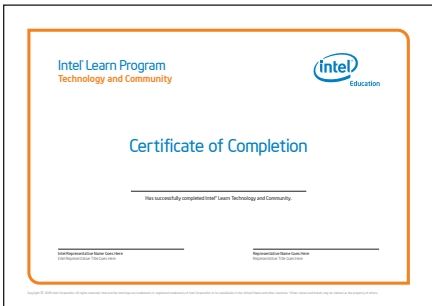 Intel® Learn Program
Technology and Community
intel
Education
Certificate of Completion
Has successfully completed Intel® Learn Technology and Community.
Intel Representative Name Goes Here
Intel Representative Title Goes Here
Representative Name Goes Here
Representative Title Goes Here